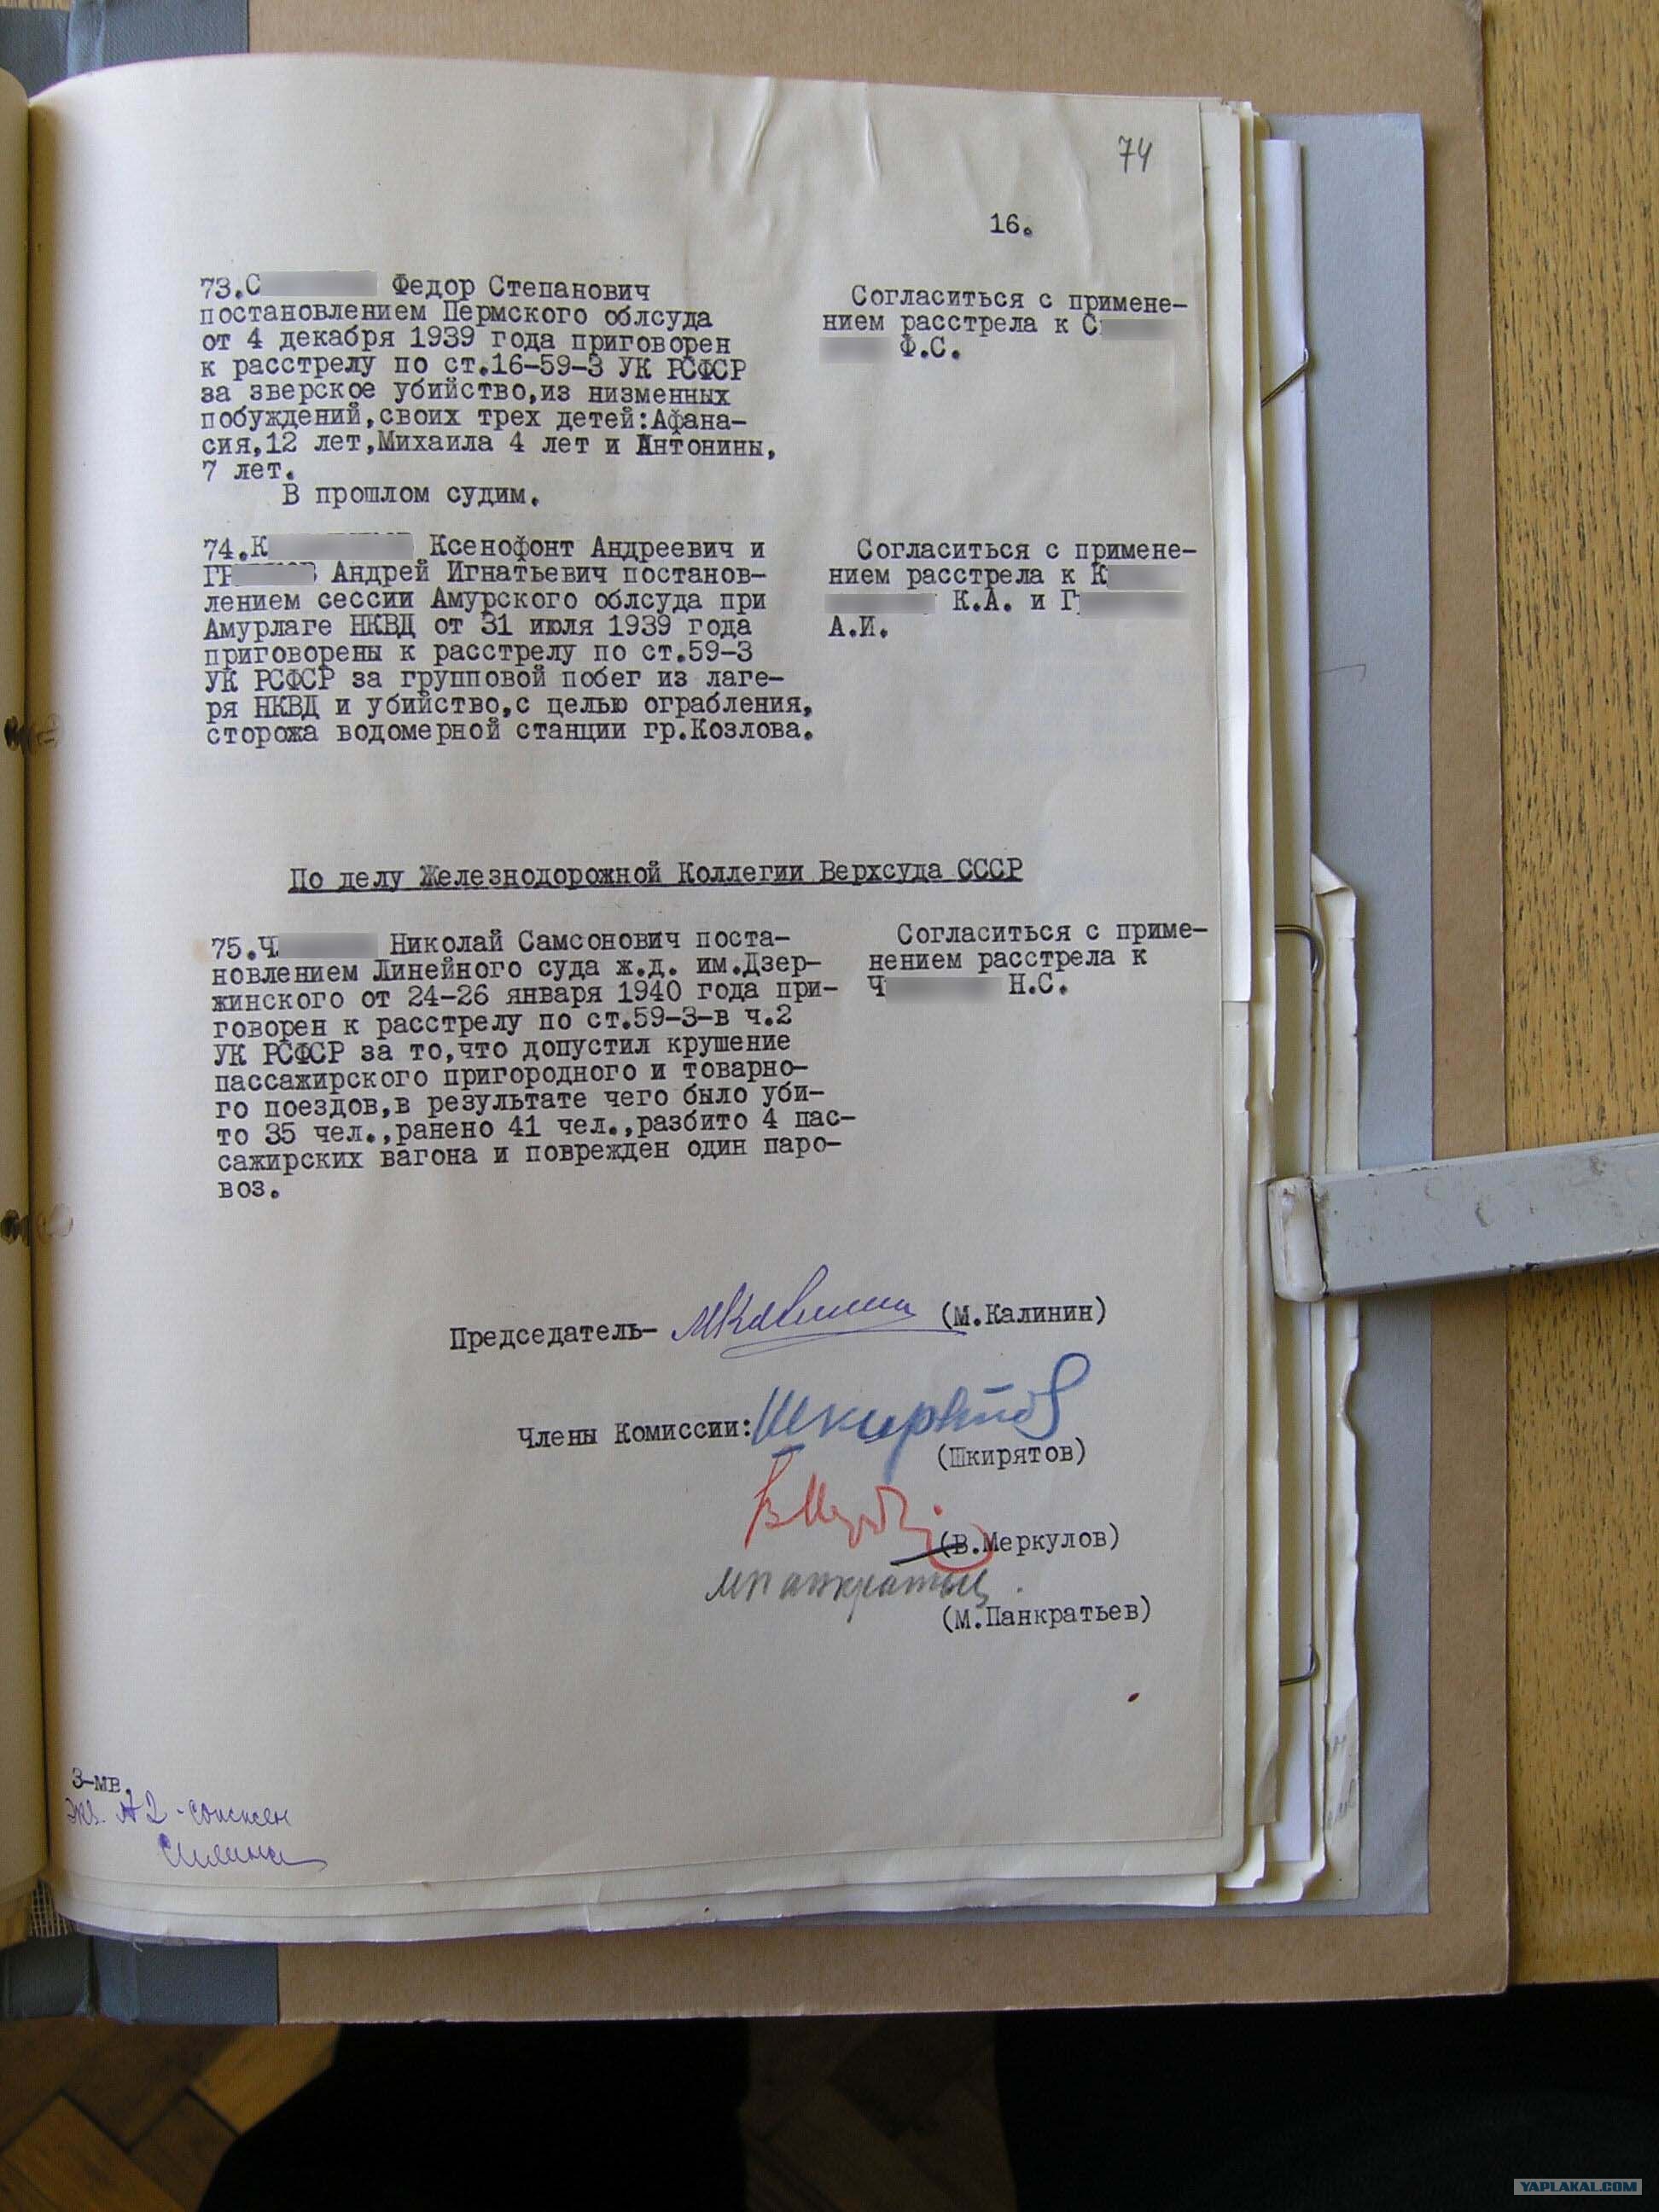 74
16.
73.С Федор Степанович
постановлением Пермского облсуда
от 4 декабря 1939 года приговорен
к расстрелу по ст.16-59-3 УК РСФСР
за зверское убийство,из низменных
побуждений,своих трех детей:Афана-
сия,12 лет,Михаила 4 лет и Антонины,
7 лет.
В прошлом судим.
Согласиться с примене-
нием расстрела к С
Ф.С.
74.К Ксенофонт Андреевич и
Андрей Игнатьевич постанов-
лением сессии Амурского облсуда при
Амурлаге НКВД от 31 июля 1939 года
приговорены к расстрелу по ст.59-3
УК РСФСР за групповой побег из лаге-
ря НКВД и убийство,с целью ограбления,
сторожа водомерной станции гр.Козлова.
Согласиться с примене-
нием расстрела к К
К.А. и Г
А.И.
По делу Железнодорожной Коллегии Верхсуда СССР
75.Ч Николай Самсонович поста-
новлением Линейного суда ж.д. им.Дзер-
жинского от 24-26 января 1940 года при-
говорен к расстрелу по ст.59-3-в ч.2
УК РСФСР за то,что допустил крушение
пассажирского пригородного и товарно-
го поездов,в результате чего было уби-
то 35 чел.,ранено 41 чел.,разбито 4 пас-
сажирских вагона и поврежден один паро-
воз.
Согласиться с приме-
нением расстрела к
Ч Н.С.
Председатель- МКалинин (М.Калинин)
Члены Комиссии: Шкирятов
(Шкирятов)
(В.Меркулов)
МПанкратьев
(М.Панкратьев)
3-мв.
экз. №2 - сожжен
YAPLAKAL.COM